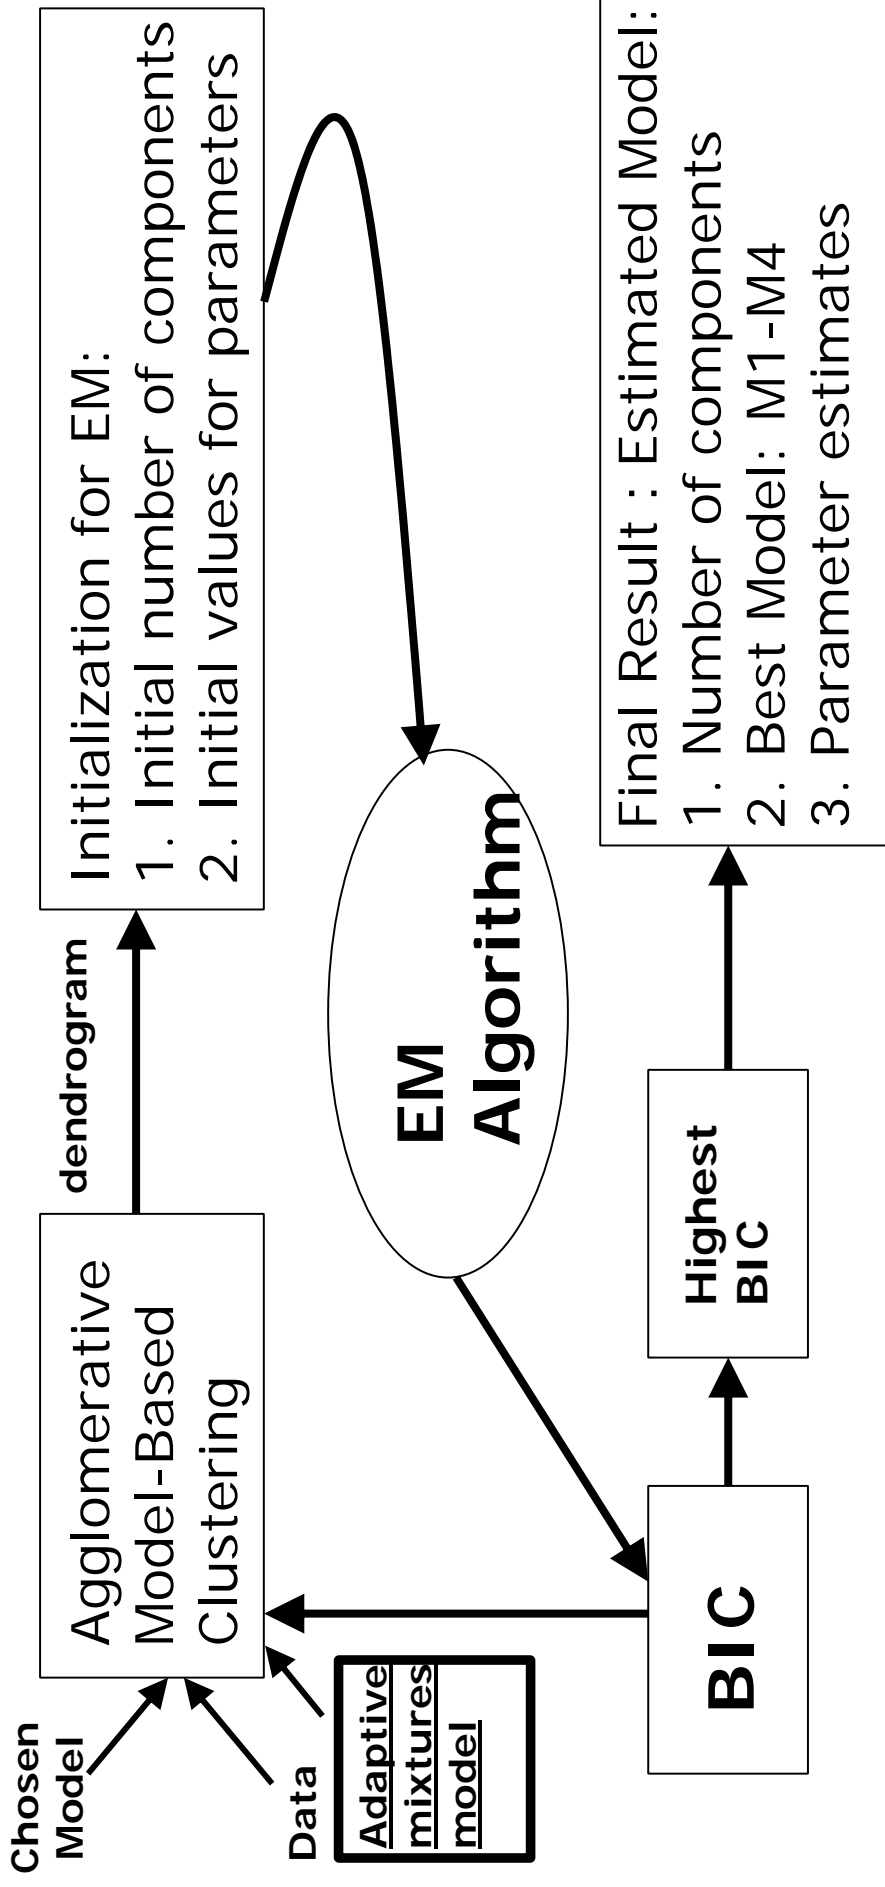 Chosen
Model
Data
Adaptive
mixtures
model
Agglomerative
Model-Based
Clustering
dendrogram
Initialization for EM:
1. Initial number of components
2. Initial values for parameters
EM
Algorithm
BIC
Highest
BIC
Final Result : Estimated Model:
1. Number of components
2. Best Model: M1-M4
3. Parameter estimates